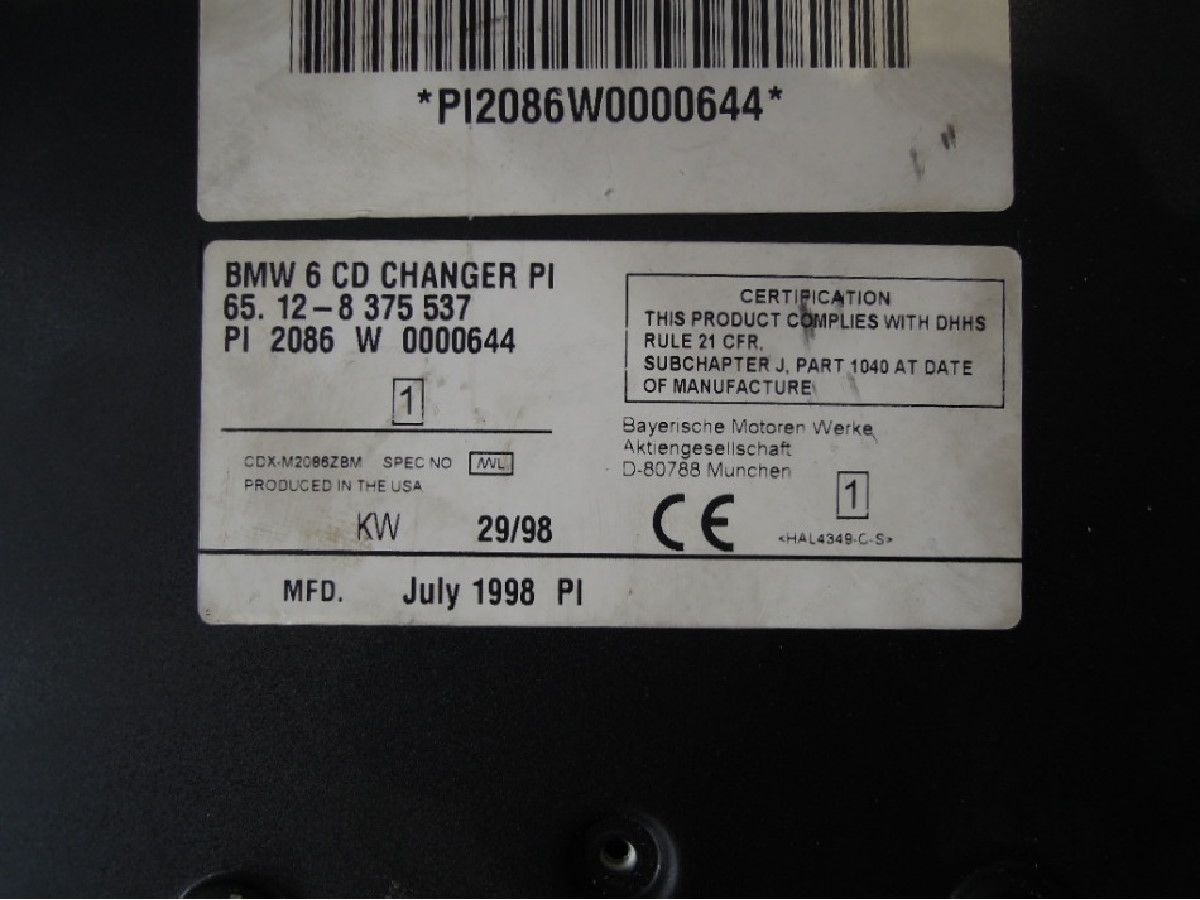 *PI2086W0000644*
BMW 6 CD CHANGER PI
65. 12-8 375 537
PI 2086 W 0000644
1
CDX-M2086ZBM SPEC NO /WL
PRODUCED IN THE USA
KW 29/98
CERTIFICATION
THIS PRODUCT COMPLIES WITH DHHS
RULE 21 CFR,
SUBCHAPTER J, PART 1040 AT DATE
OF MANUFACTURE
Bayerische Motoren Werke
Aktiengesellschaft
D-80788 Munchen
1
CE
<HAL4349-C-S>
MFD. July 1998 PI